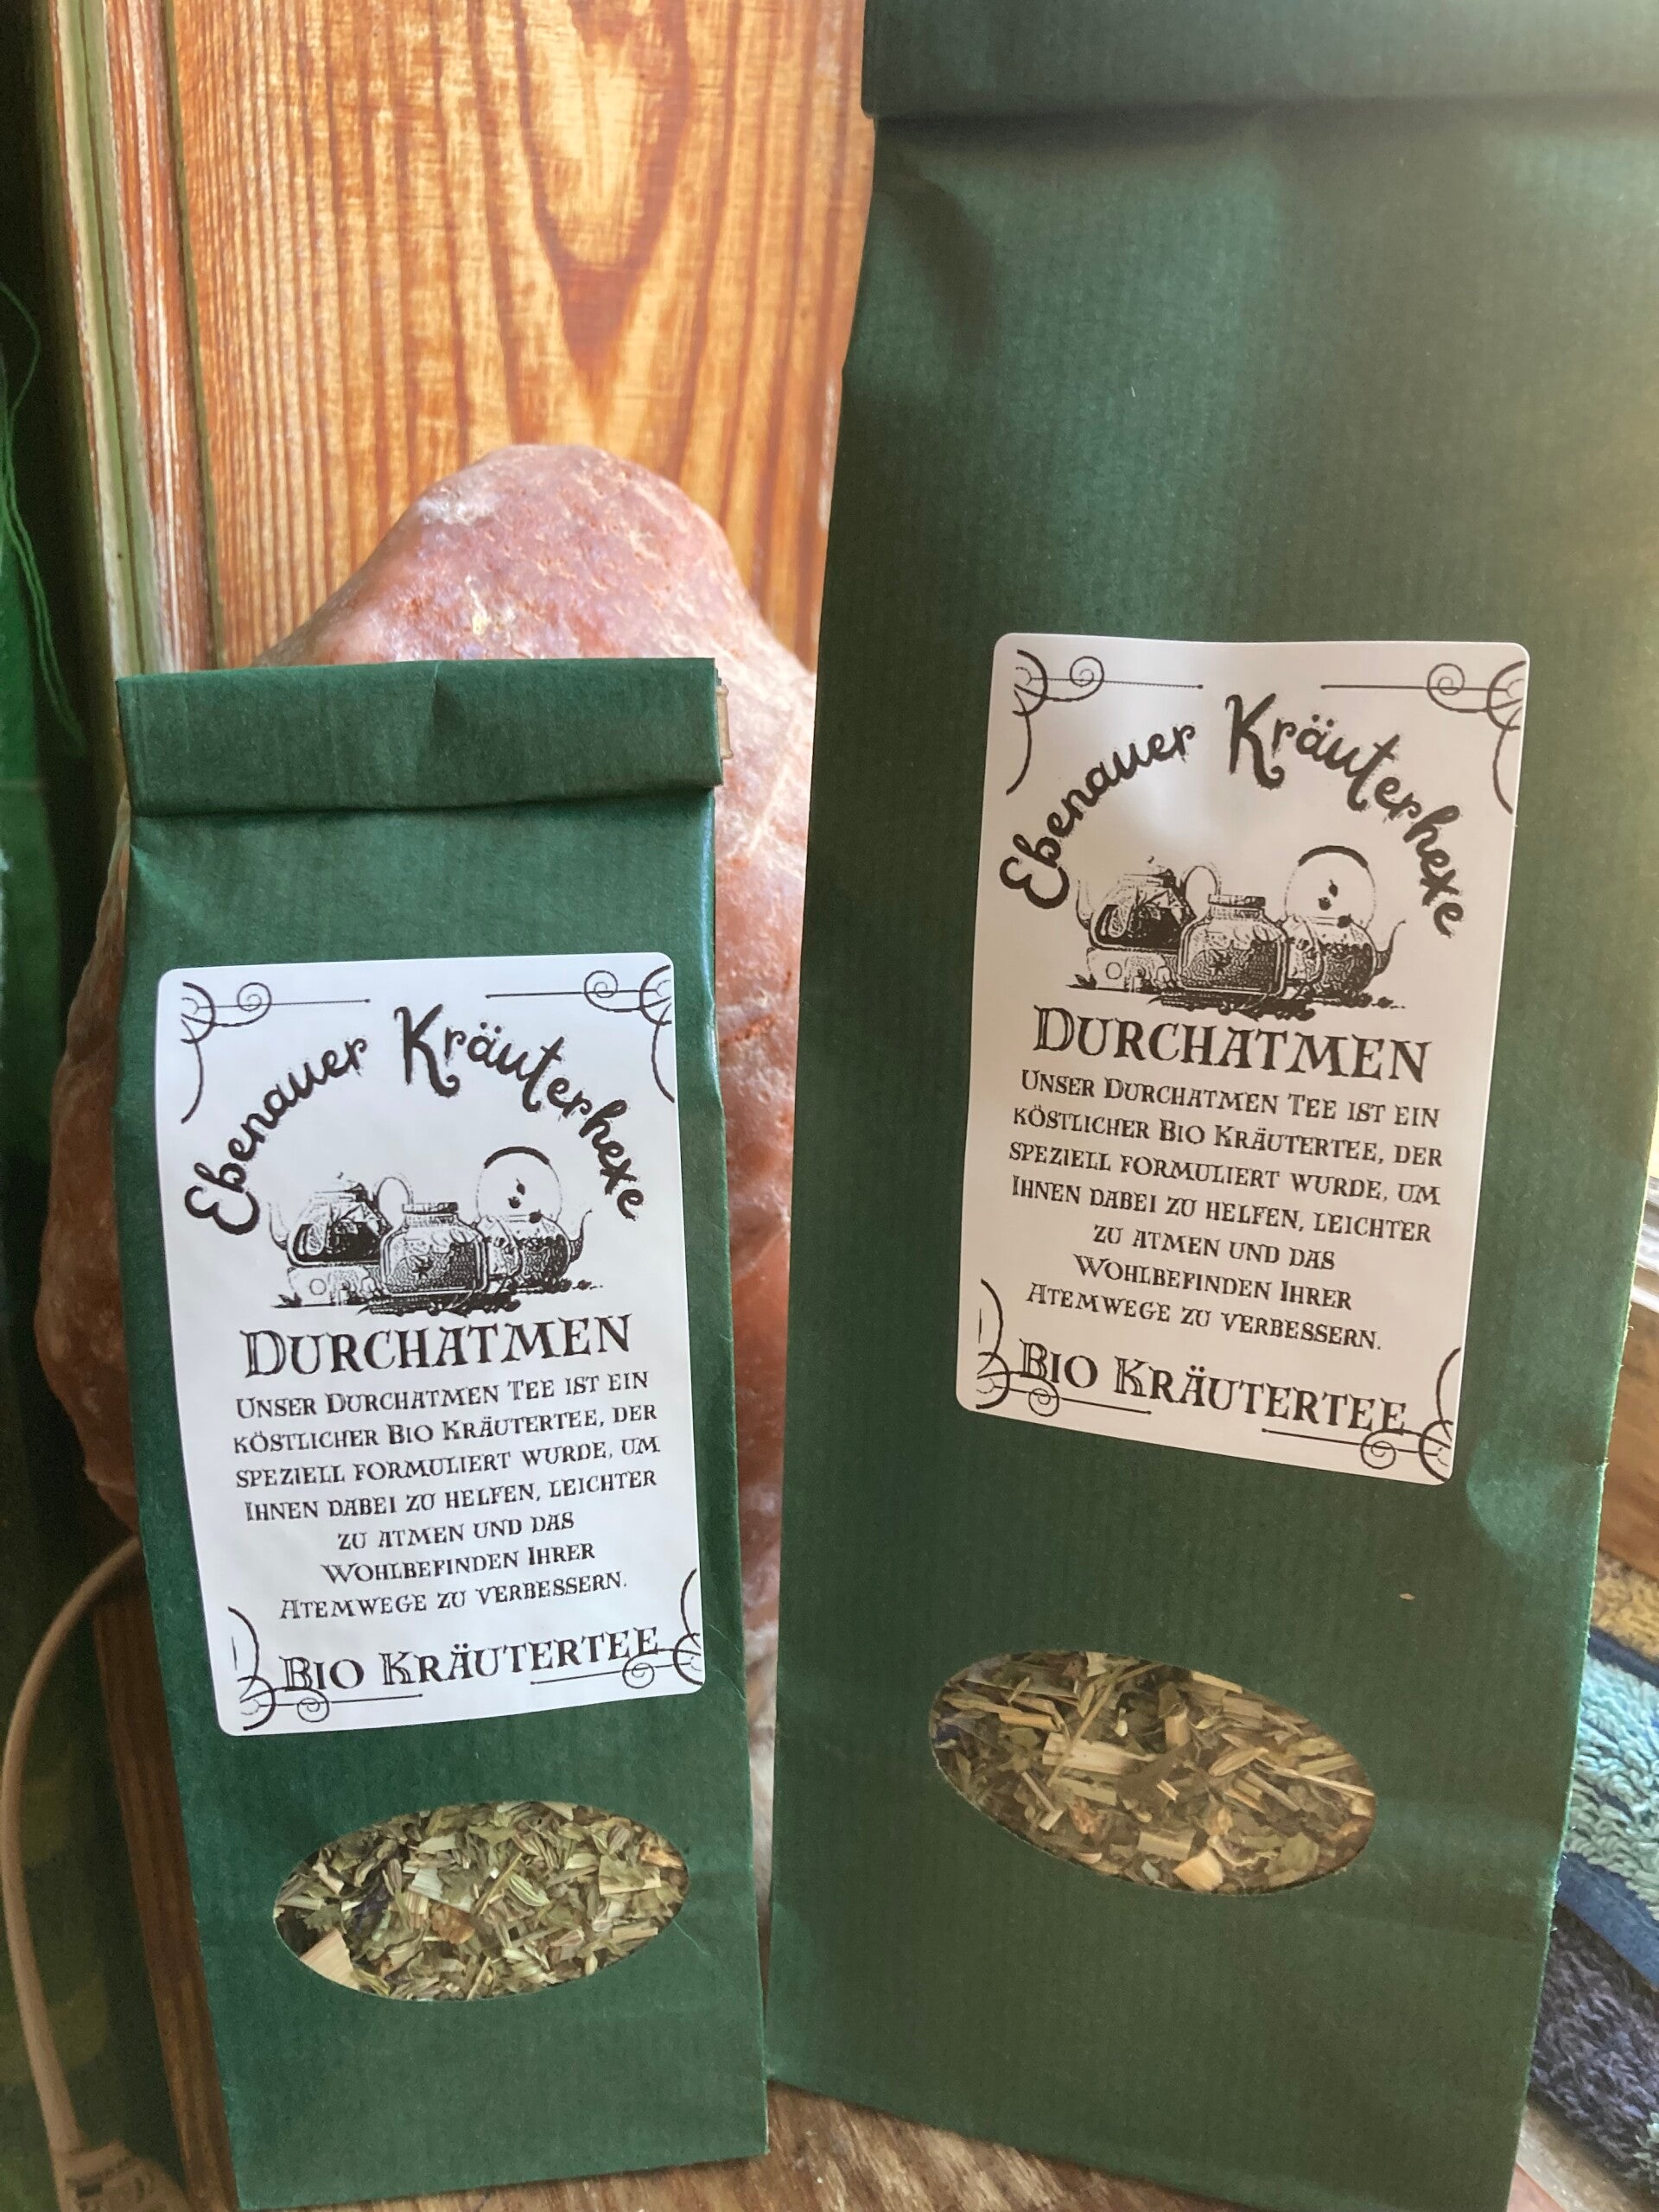 Ebenauer Kräuterhexe
DURCHATMEN
UNSER DURCHATMEN TEE IST EIN
KÖSTLICHER BIO KRÄUTERTEE, DER
SPEZIELL FORMULIERT WURDE, UM
IHNEN DABEI ZU HELFEN, LEICHTER
ZU ATMEN UND DAS
WOHLBEFINDEN IHRER
ATEMWEGE ZU VERBESSERN.
BIO KRÄUTERTEE
Ebenauer Kräuterhexe
DURCHATMEN
UNSER DURCHATMEN TEE IST EIN
KÖSTLICHER BIO KRÄUTERTEE, DER
SPEZIELL FORMULIERT WURDE, UM
IHNEN DABEI ZU HELFEN, LEICHTER
ZU ATMEN UND DAS
WOHLBEFINDEN IHRER
ATEMWEGE ZU VERBESSERN.
BIO KRÄUTERTEE